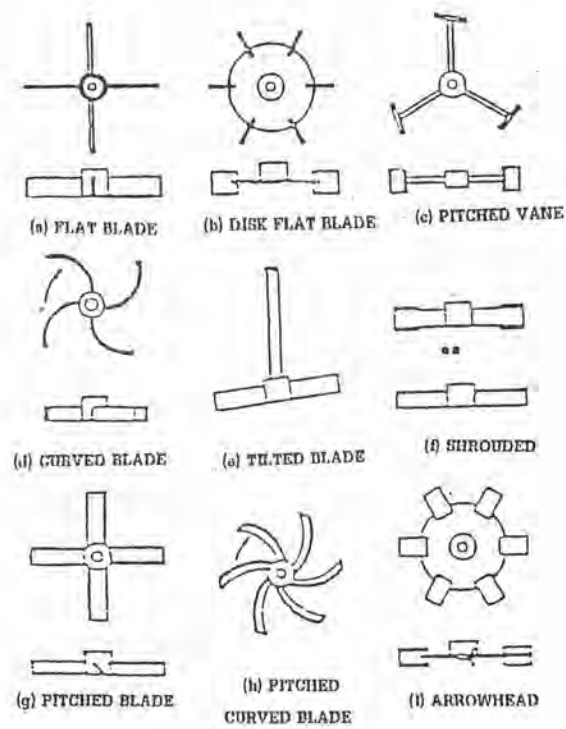 (a) FLAT BLADE
(b) DISK FLAT BLADE
(c) PITCHED VANE
(d) CURVED BLADE
(e) TILTED BLADE
(f) SHROUDED
(g) PITCHED BLADE
(h) PITCHED
CURVED BLADE
(i) ARROWHEAD